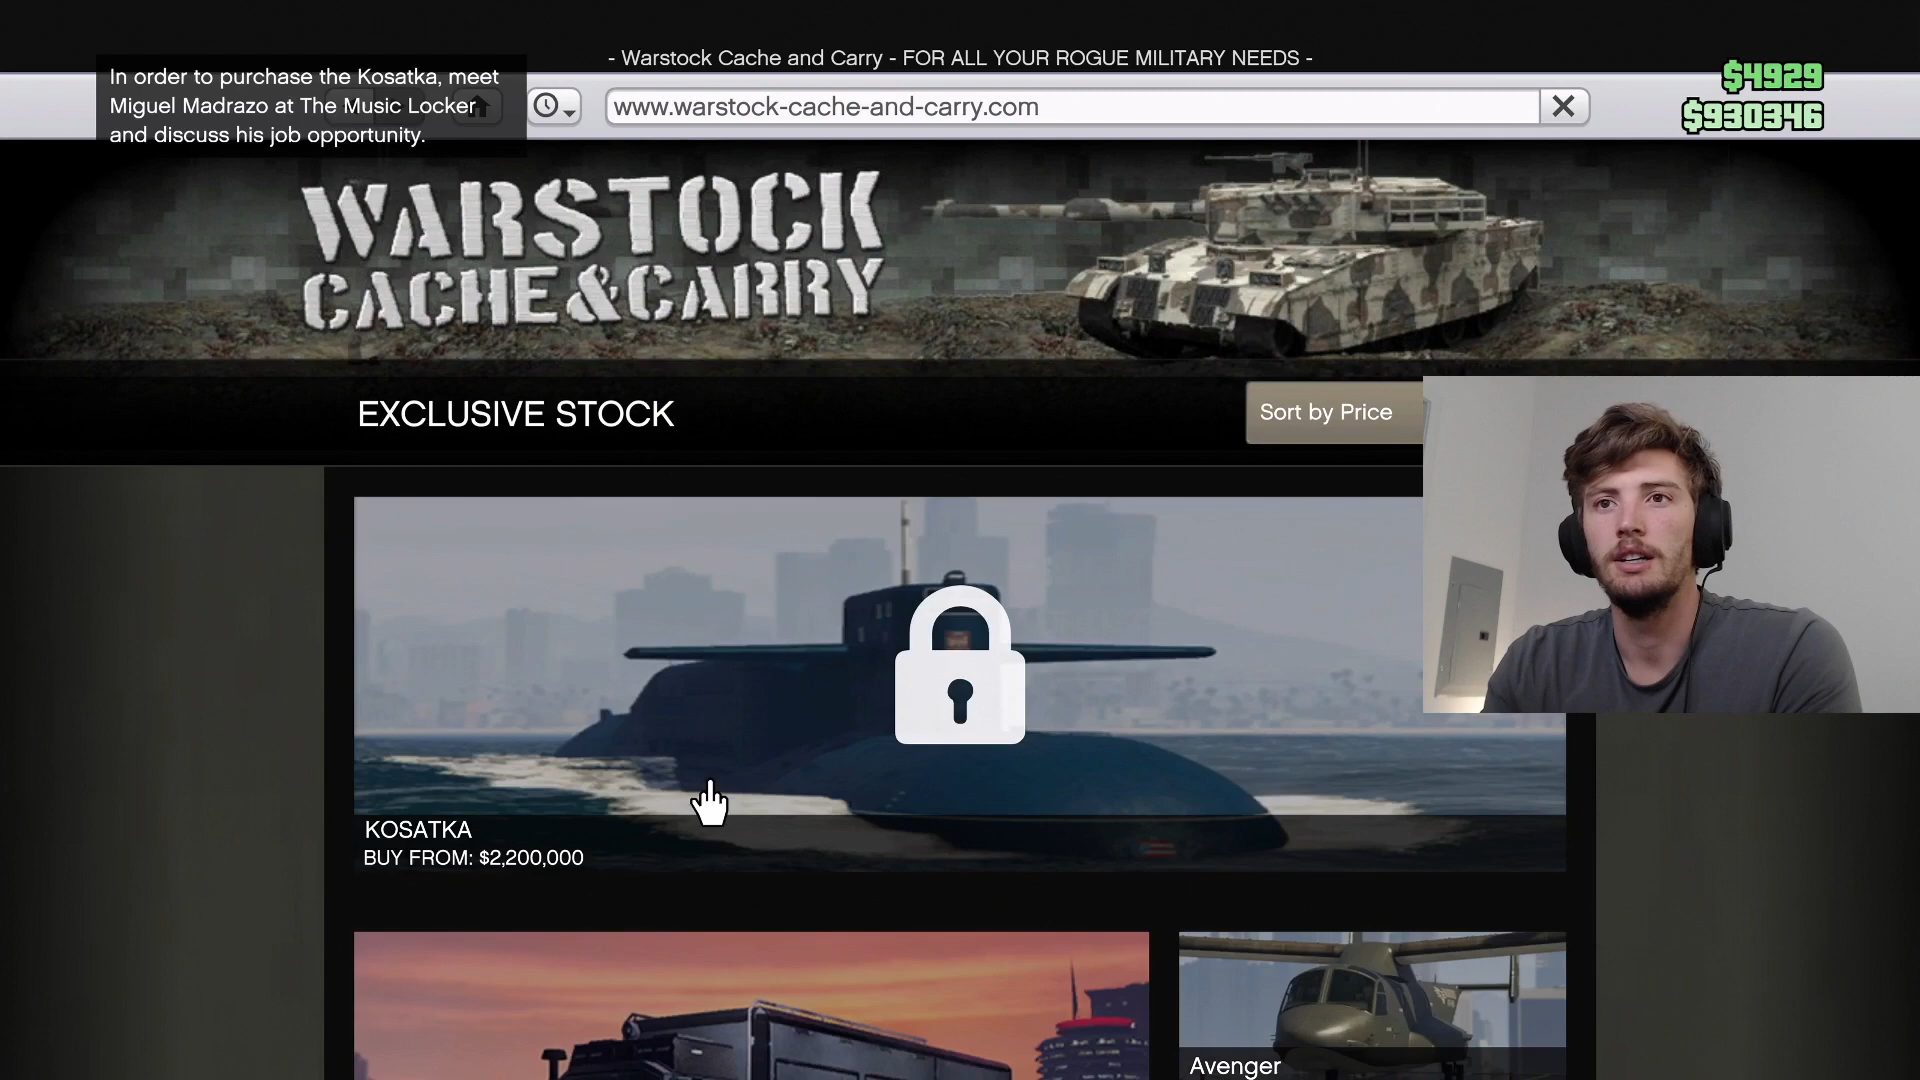 - Warstock Cache and Carry - FOR ALL YOUR ROGUE MILITARY NEEDS -
In order to purchase the Kosatka, meet
Miguel Madrazo at The Music Locker
and discuss his job opportunity.
www.warstock-cache-and-carry.com
$4929
$930346
WARSTOCK
CACHE & CARRY
EXCLUSIVE STOCK
Sort by Price
KOSATKA
BUY FROM: $2,200,000
Avenger